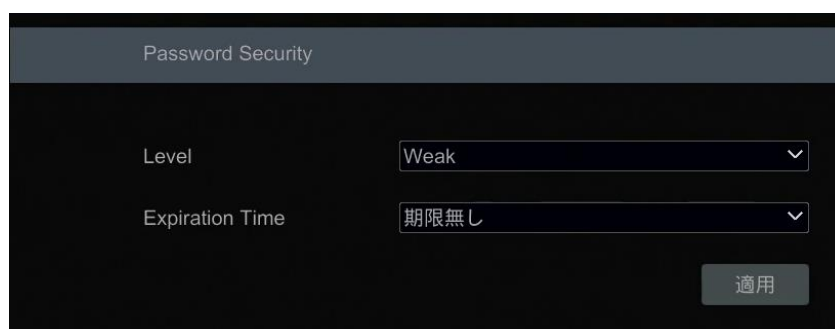 Password Security
Level Weak
Expiration Time 期限無し
適用